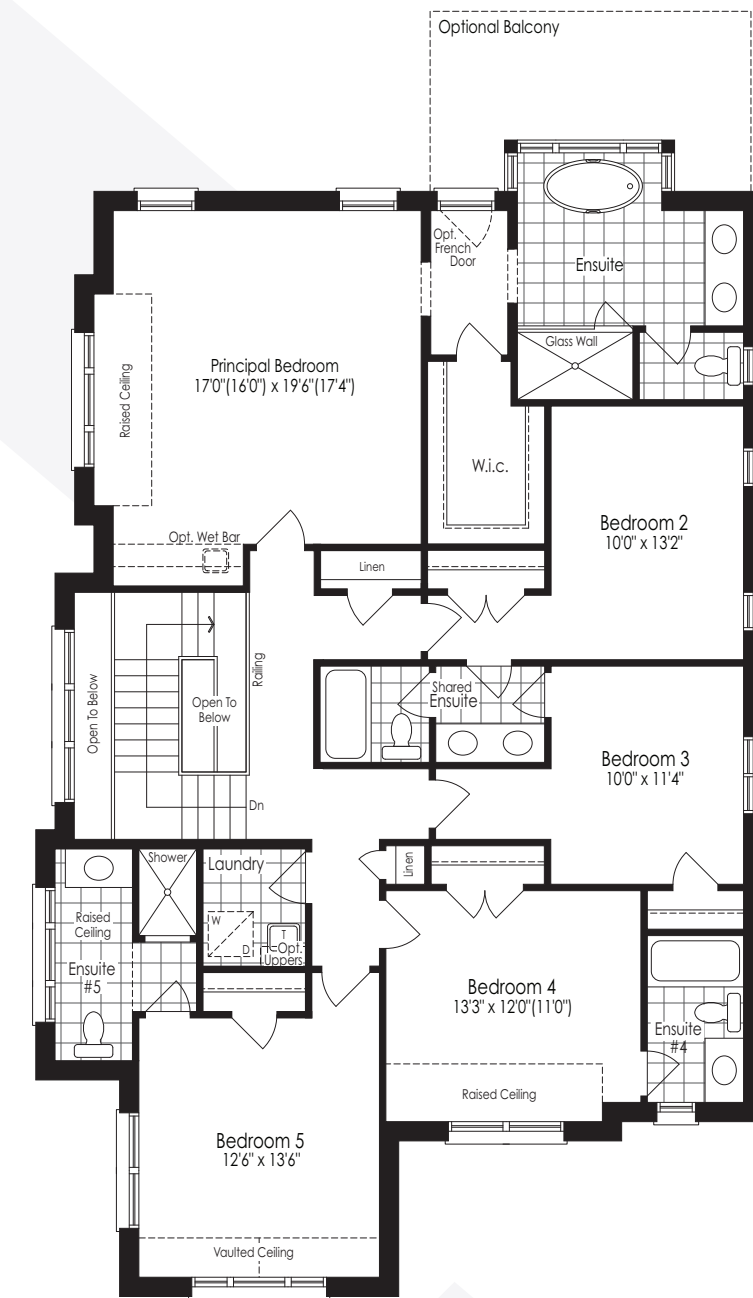 Optional Balcony
Opt.
French
Door
Ensuite
Glass Wall
Raised Ceiling
Principal Bedroom
17'0"(16'0") x 19'6"(17'4")
W.i.c.
Bedroom 2
10'0" x 13'2"
Opt. Wet Bar
Linen
Open To Below
Open To
Below
Railing
Dn
Shared
Ensuite
Bedroom 3
10'0" x 11'4"
Shower
Laundry
Linen
W
D
T
Opt.
Uppers
Raised
Ceiling
Ensuite
#5
Bedroom 4
13'3" x 12'0"(11'0")
Ensuite
#4
Raised Ceiling
Bedroom 5
12'6" x 13'6"
Vaulted Ceiling